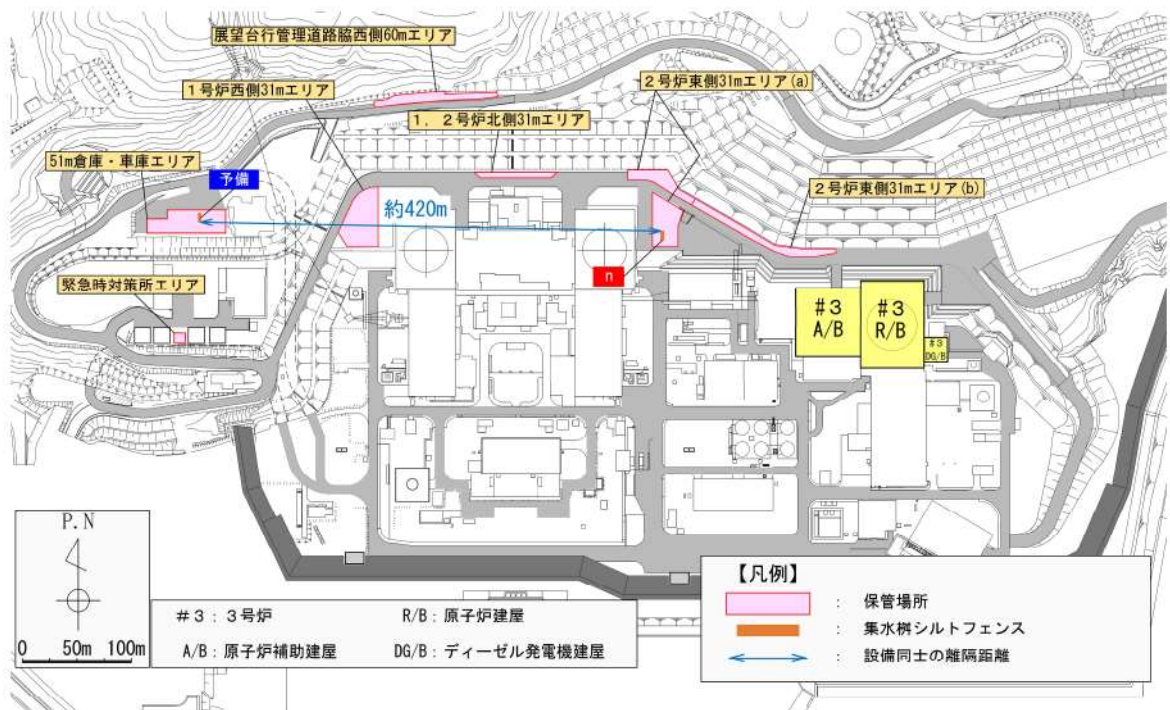 展望台行管理道路脇西側60mエリア
1号炉西側31mエリア
2号炉東側31mエリア(a)
1.2号炉北側31mエリア
51m倉庫・車庫エリア
予備
2号炉東側31mエリア(b)
約420m
n
緊急時対策所エリア
#3
A/B
#3
R/B
#3
DG/B
P.N
0 50m 100m
#3:3号炉 R/B:原子炉建屋
A/B:原子炉補助建屋 DG/B:ディーゼル発電機建屋
【凡例】
: 保管場所
: 集水桝シルトフェンス
: 設備同士の離隔距離